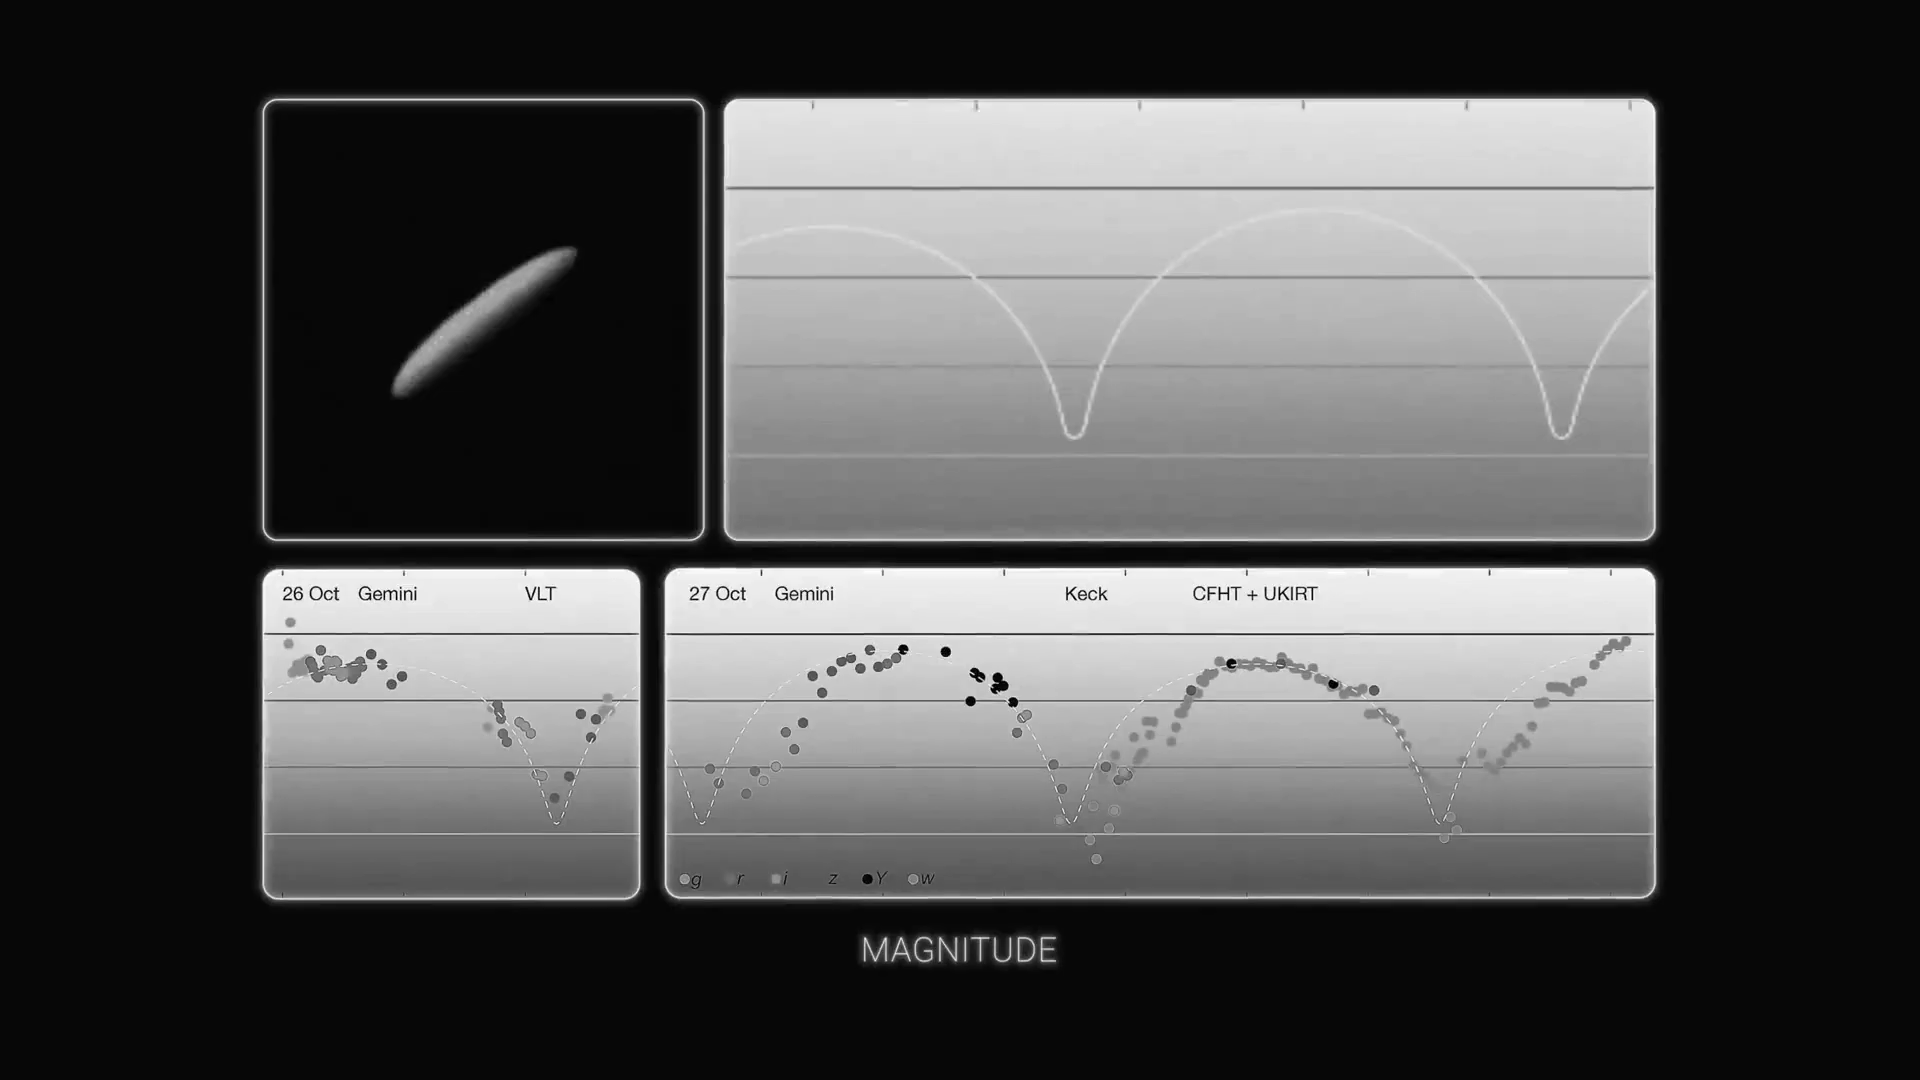 26 Oct Gemini VLT
27 Oct Gemini Keck CFHT + UKIRT
g r i z Y w
MAGNITUDE